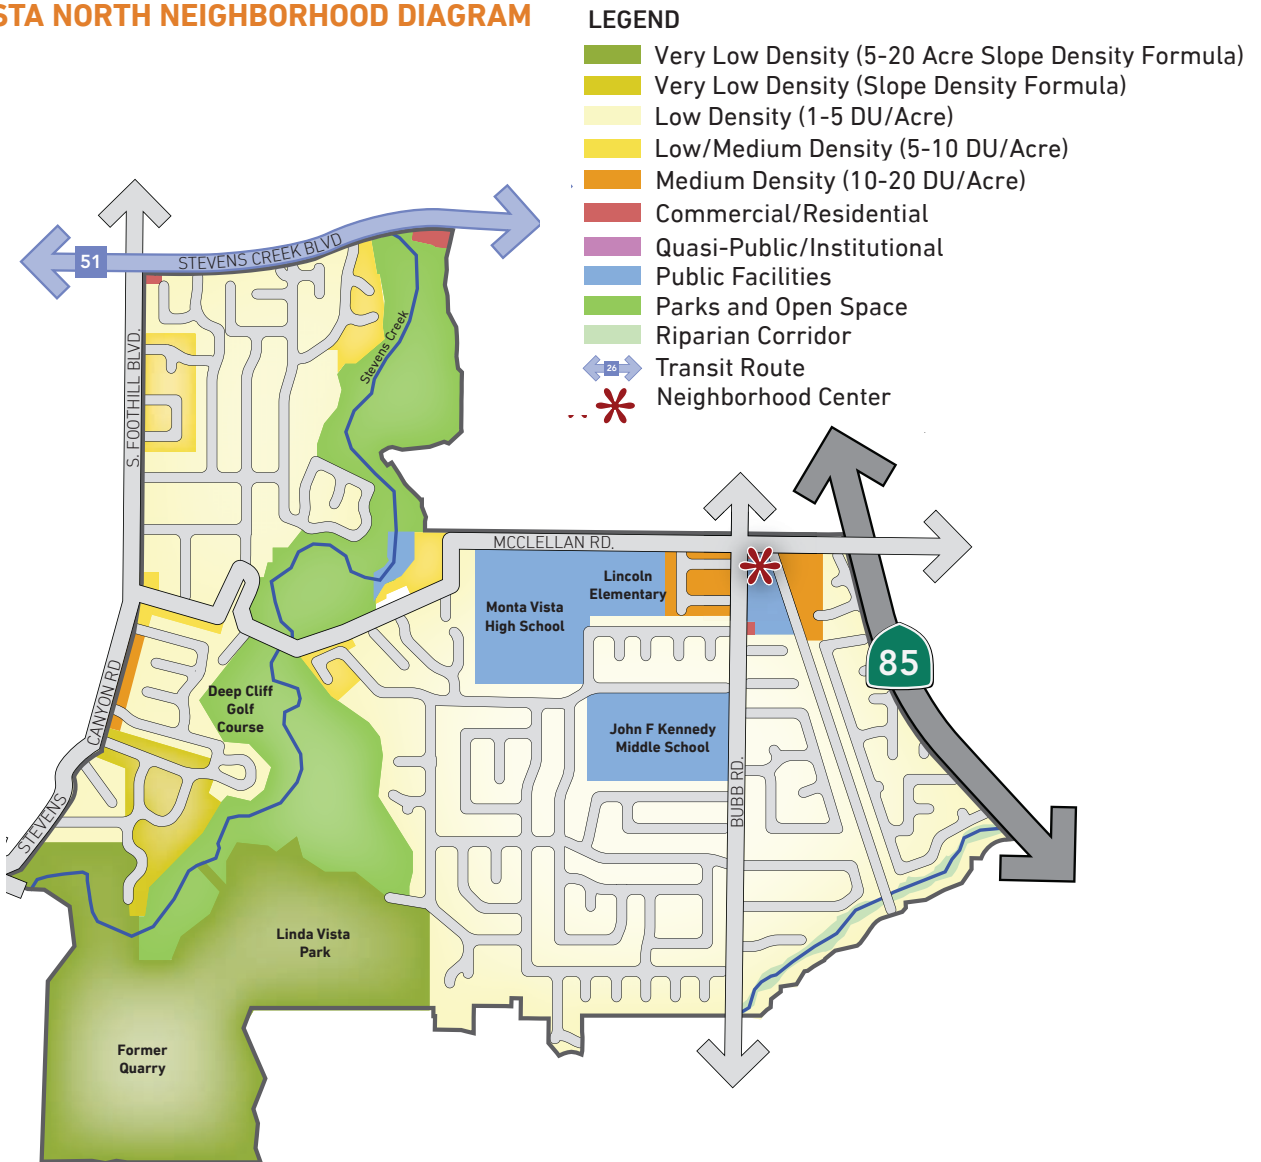 STA NORTH NEIGHBORHOOD DIAGRAM
LEGEND
Very Low Density (5-20 Acre Slope Density Formula)
Very Low Density (Slope Density Formula)
Low Density (1-5 DU/Acre)
Low/Medium Density (5-10 DU/Acre)
Medium Density (10-20 DU/Acre)
Commercial/Residential
Quasi-Public/Institutional
Public Facilities
Parks and Open Space
Riparian Corridor
26
Transit Route
Neighborhood Center
51
STEVENS CREEK BLVD
S. FOOTHILL BLVD.
Stevens Creek
MCCLELLAN RD.
Lincoln
Elementary
Monta Vista
High School
85
Deep Cliff
Golf
Course
John F Kennedy
Middle School
BUBB RD.
STEVENS CANYON RD
Linda Vista
Park
Former
Quarry